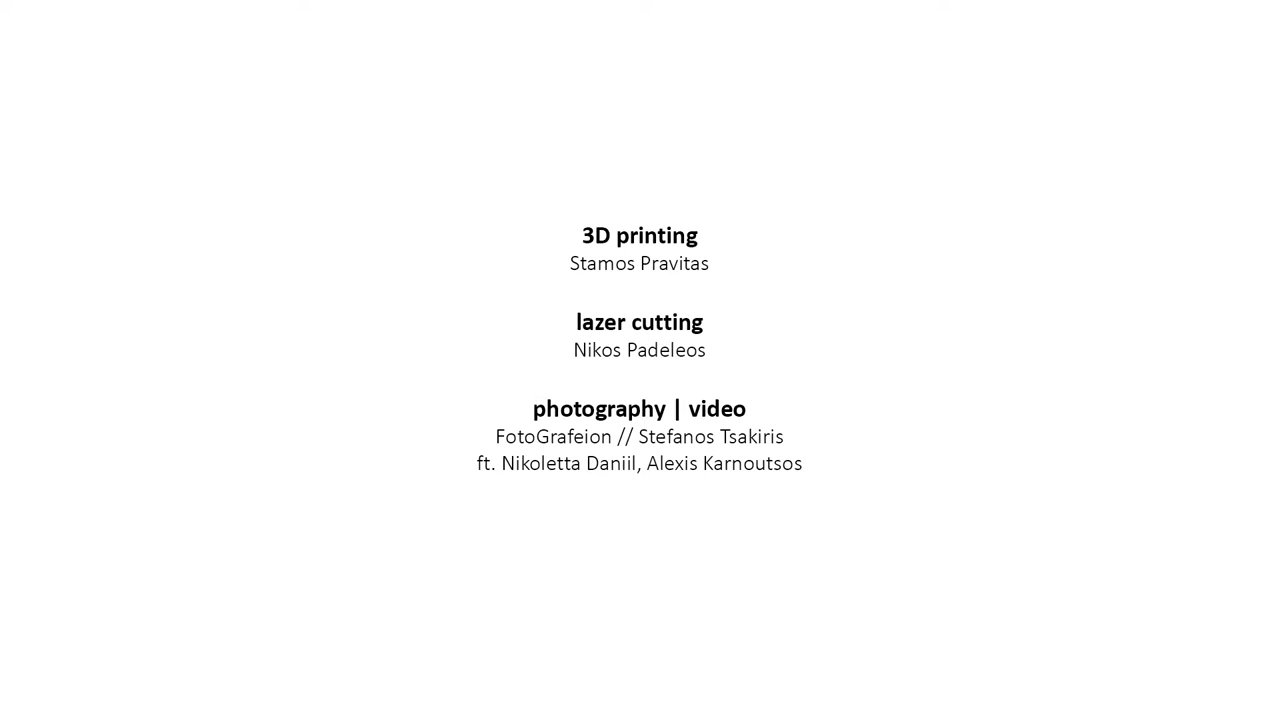 3D printing
Stamos Pravitas
lazer cutting
Nikos Padeleos
photography | video
FotoGrafeion // Stefanos Tsakiris
ft. Nikoletta Daniil, Alexis Karnoutsos